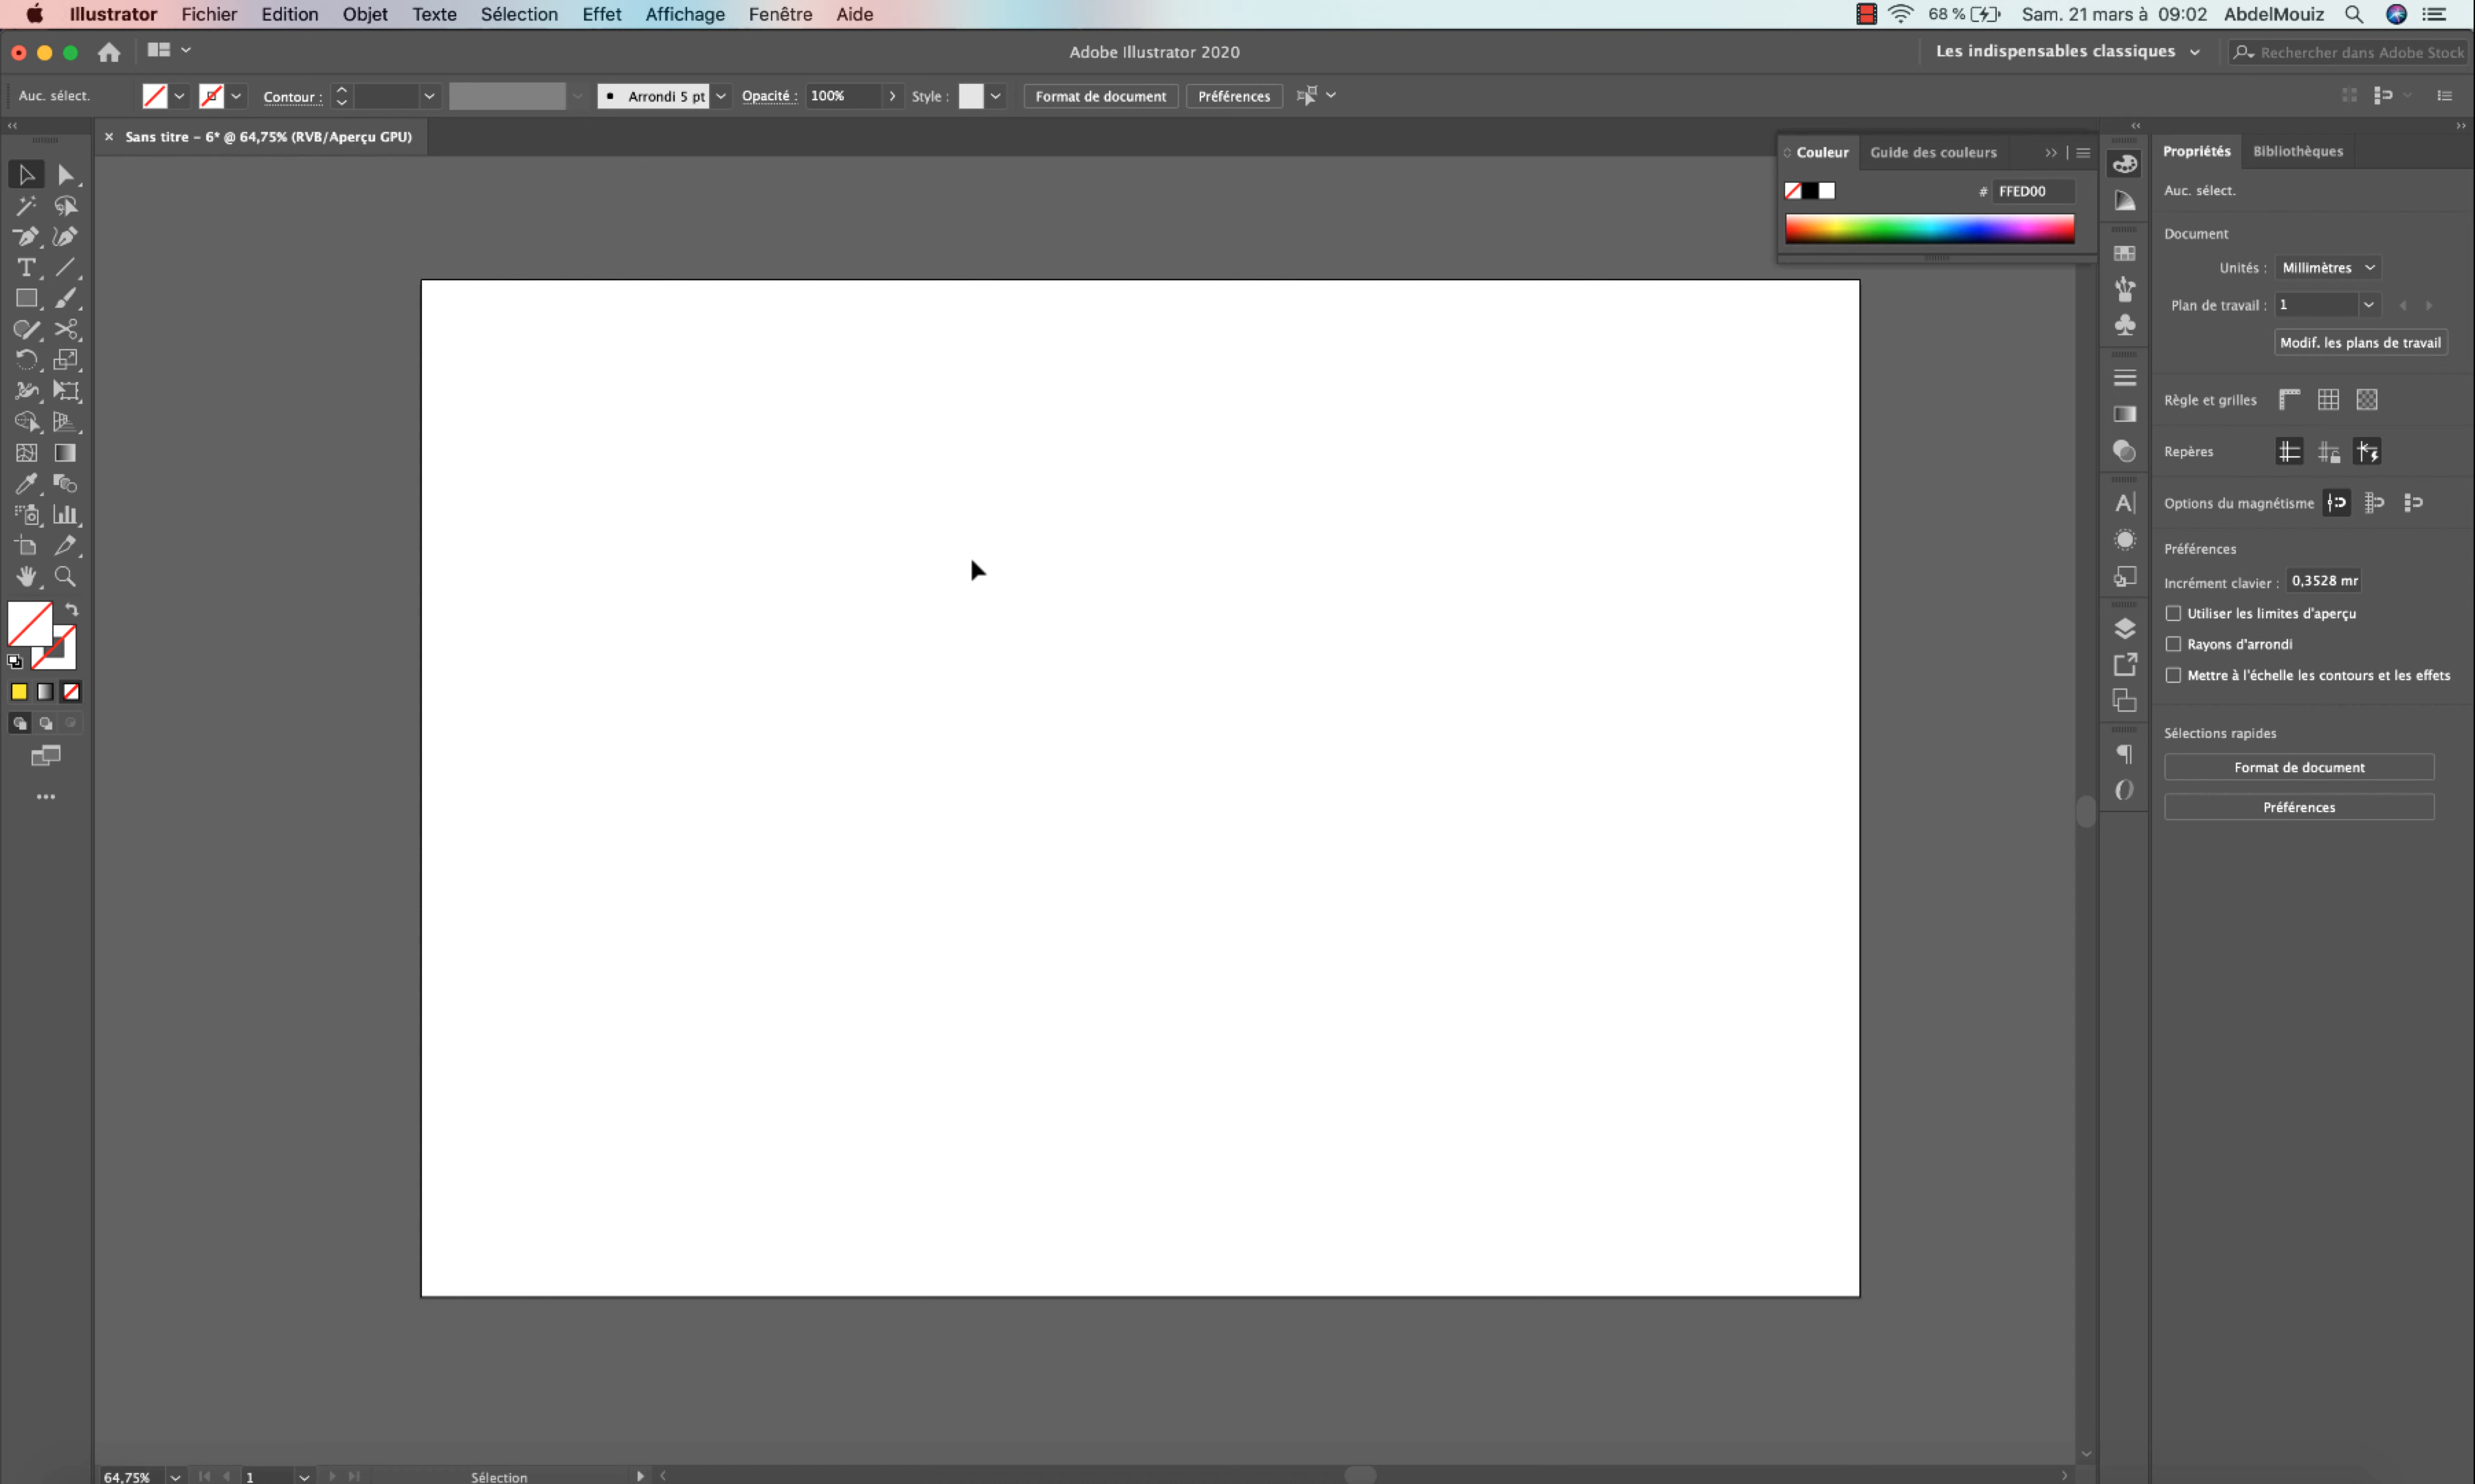 Illustrator Fichier Edition Objet Texte Sélection Effet Affichage Fenêtre Aide 68 % Sam. 21 mars à 09:02 AbdelMouiz
Adobe Illustrator 2020 Les indispensables classiques Rechercher dans Adobe Stock
Auc. sélect. Contour : Arrondi 5 pt Opacité : 100% Style : Format de document Préférences
× Sans titre – 6* @ 64,75% (RVB/Aperçu GPU)
Couleur Guide des couleurs
# FFED00
Propriétés Bibliothèques
Auc. sélect.
Document
Unités : Millimètres
Plan de travail : 1
Modif. les plans de travail
Règle et grilles
Repères
Options du magnétisme
Préférences
Incrément clavier : 0,3528 mr
Utiliser les limites d'aperçu
Rayons d'arrondi
Mettre à l'échelle les contours et les effets
Sélections rapides
Format de document
Préférences
64,75% 1 Sélection